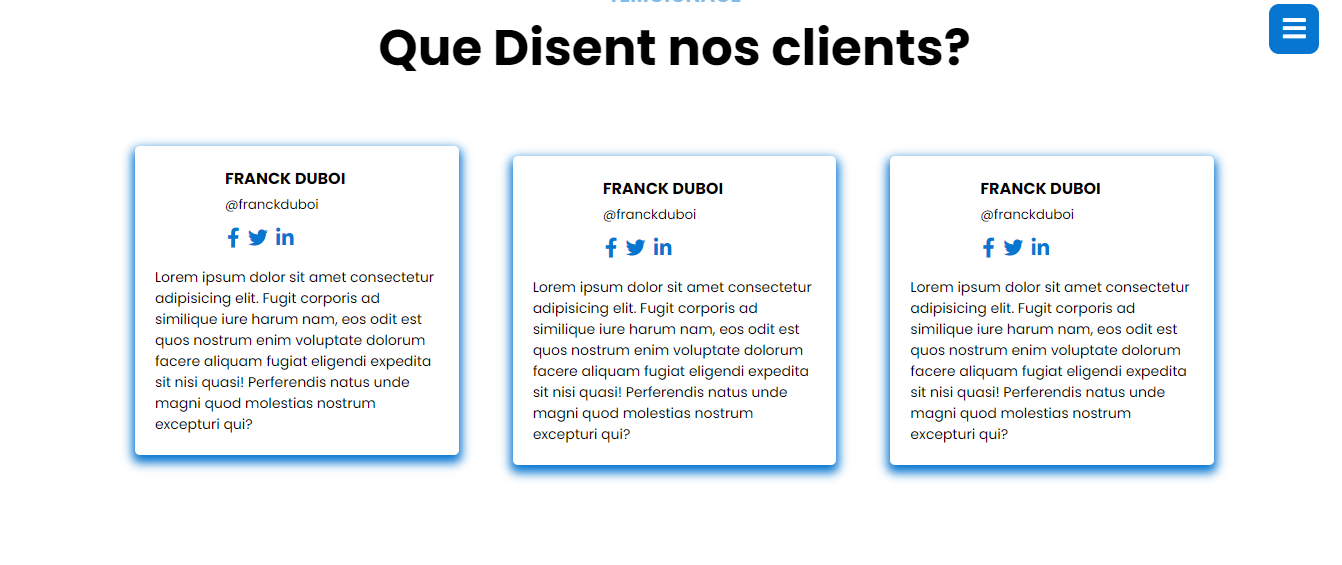 Que Disent nos clients?
FRANCK DUBOI
@franckduboi
Lorem ipsum dolor sit amet consectetur
adipisicing elit. Fugit corporis ad
similique iure harum nam, eos odit est
quos nostrum enim voluptate dolorum
facere aliquam fugiat eligendi expedita
sit nisi quasi! Perferendis natus unde
magni quod molestias nostrum
excepturi qui?
FRANCK DUBOI
@franckduboi
Lorem ipsum dolor sit amet consectetur
adipisicing elit. Fugit corporis ad
similique iure harum nam, eos odit est
quos nostrum enim voluptate dolorum
facere aliquam fugiat eligendi expedita
sit nisi quasi! Perferendis natus unde
magni quod molestias nostrum
excepturi qui?
FRANCK DUBOI
@franckduboi
Lorem ipsum dolor sit amet consectetur
adipisicing elit. Fugit corporis ad
similique iure harum nam, eos odit est
quos nostrum enim voluptate dolorum
facere aliquam fugiat eligendi expedita
sit nisi quasi! Perferendis natus unde
magni quod molestias nostrum
excepturi qui?